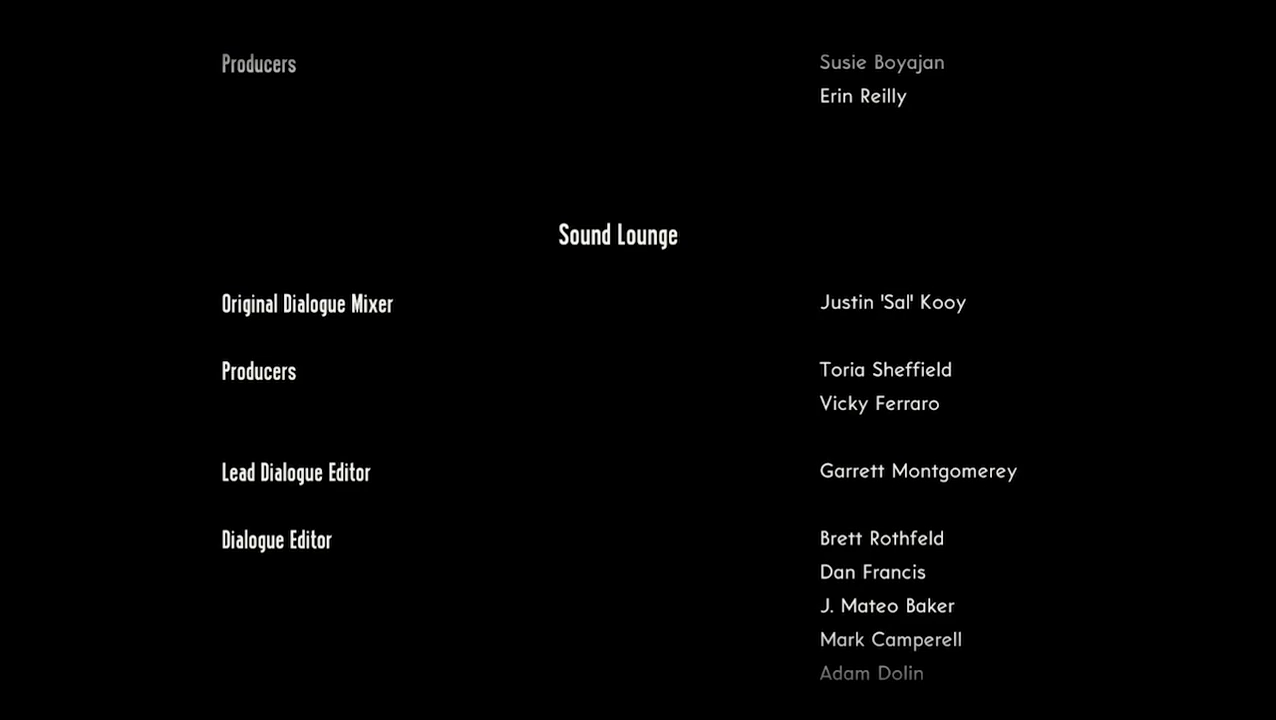 Producers Susie Boyajan
Erin Reilly
Sound Lounge
Original Dialogue Mixer Justin 'Sal' Kooy
Producers Toria Sheffield
Vicky Ferraro
Lead Dialogue Editor Garrett Montgomerey
Dialogue Editor Brett Rothfeld
Dan Francis
J. Mateo Baker
Mark Camperell
Adam Dolin